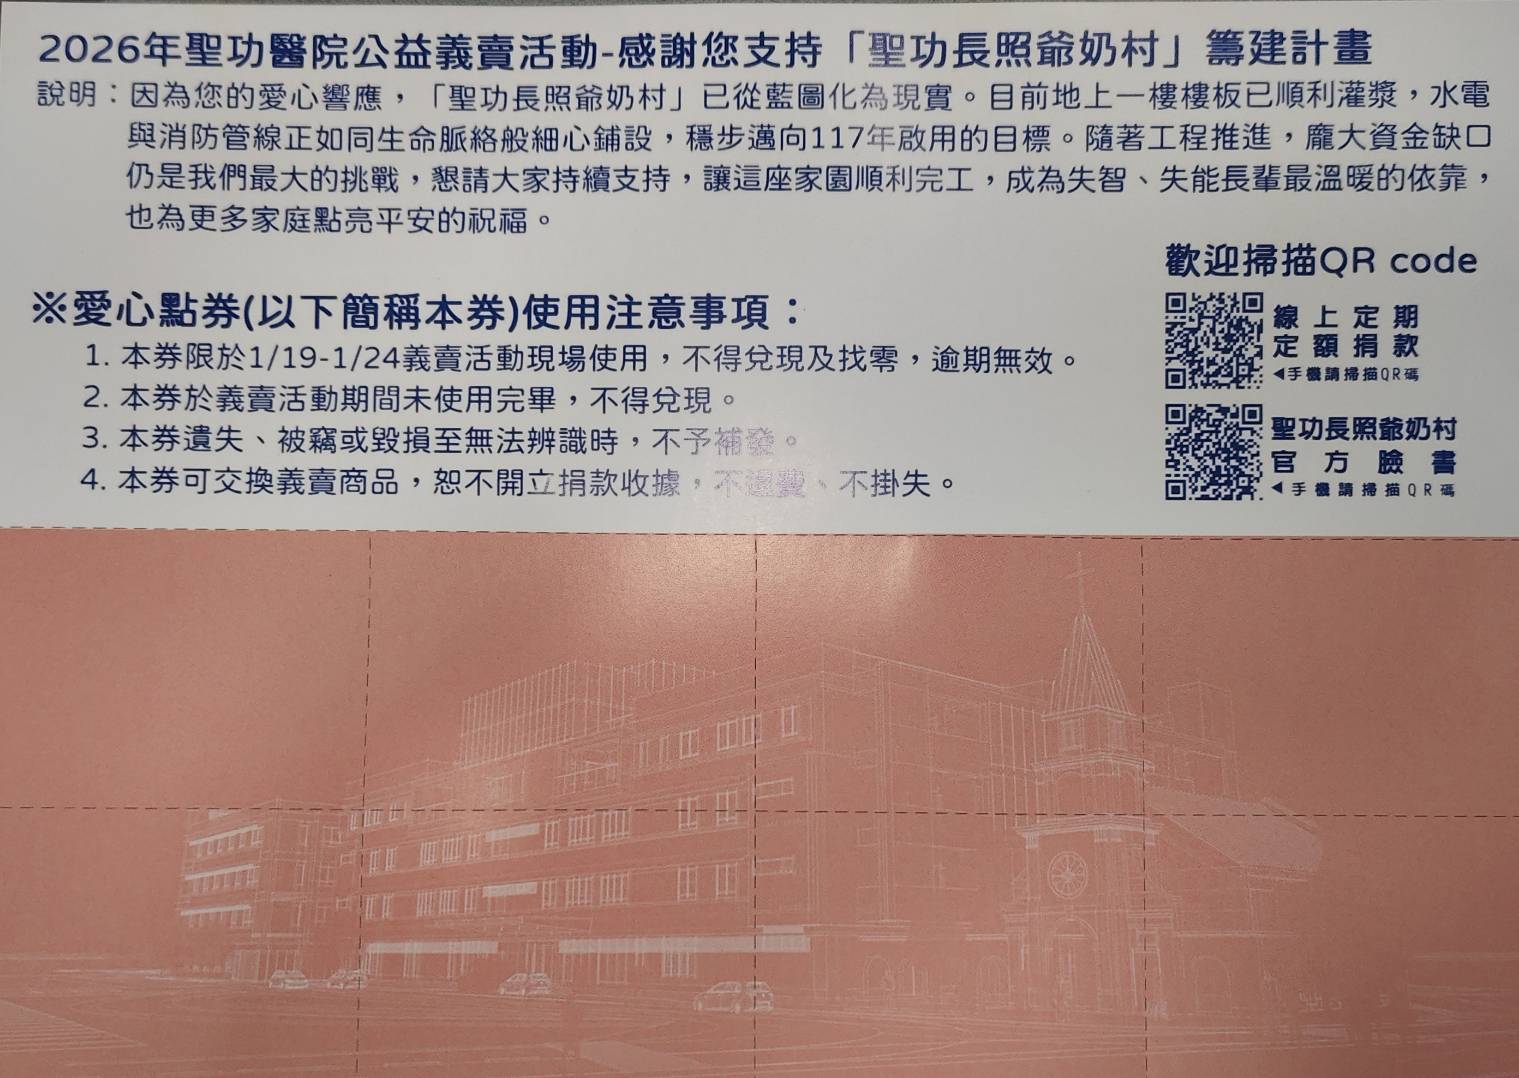 2026年聖功醫院公益義賣活動-感謝您支持「聖功長照爺奶村」籌建計畫
說明：因為您的愛心響應，「聖功長照爺奶村」已從藍圖化為現實。目前地上一樓樓板已順利灌漿，水電
與消防管線正如同生命脈絡般細心鋪設，穩步邁向117年啟用的目標。隨著工程推進，龐大資金缺口
仍是我們最大的挑戰，懇請大家持續支持，讓這座家園順利完工，成為失智、失能長輩最溫暖的依靠，
也為更多家庭點亮平安的祝福。
※愛心點券(以下簡稱本券)使用注意事項：
1. 本券限於1/19-1/24義賣活動現場使用，不得兌現及找零，逾期無效。
2. 本券於義賣活動期間未使用完畢，不得兌現。
3. 本券遺失、被竊或毀損至無法辨識時，不予補發。
4. 本券可交換義賣商品，恕不開立捐款收據，不退費、不掛失。
歡迎掃描QR code
線上定期
定額捐款
◀手機請掃描QR碼
聖功長照爺奶村
官方臉書
◀手機請掃描QR碼